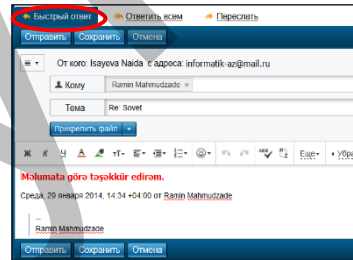 Быстрый ответ Ответить всем Переслать
Отправить Сохранить Отмена
От кого: Isayeva Naida с адреса: informatik-az@mail.ru
Кому Ramin Mahmudzade ×
Тема Re: Sovet
Прикрепить файл
Ж К Ч А тТ Еще
Məlumata görə təşəkkür edirəm.
Среда, 29 января 2014, 14:34 +04:00 от Ramin Mahmudzade:
--
Ramin Mahmudzade
Отправить Сохранить Отмена